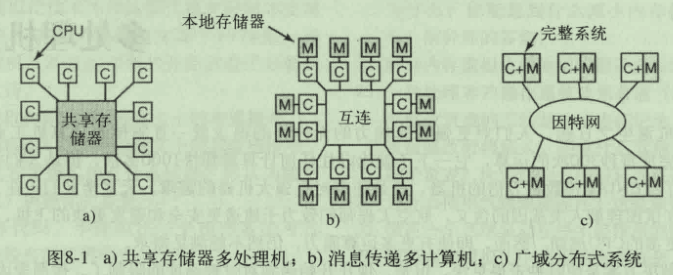 CPU
C C C C
C C
共享存
储器
C C
C C C C
a)
本地存储器
M M M M
C C C C
M C C M
互连
M C C M
C C C C
M M M M
b)
完整系统
C+M C+M C+M
因特网
C+M C+M C+M
c)
图8-1 a) 共享存储器多处理机；b) 消息传递多计算机；c) 广域分布式系统